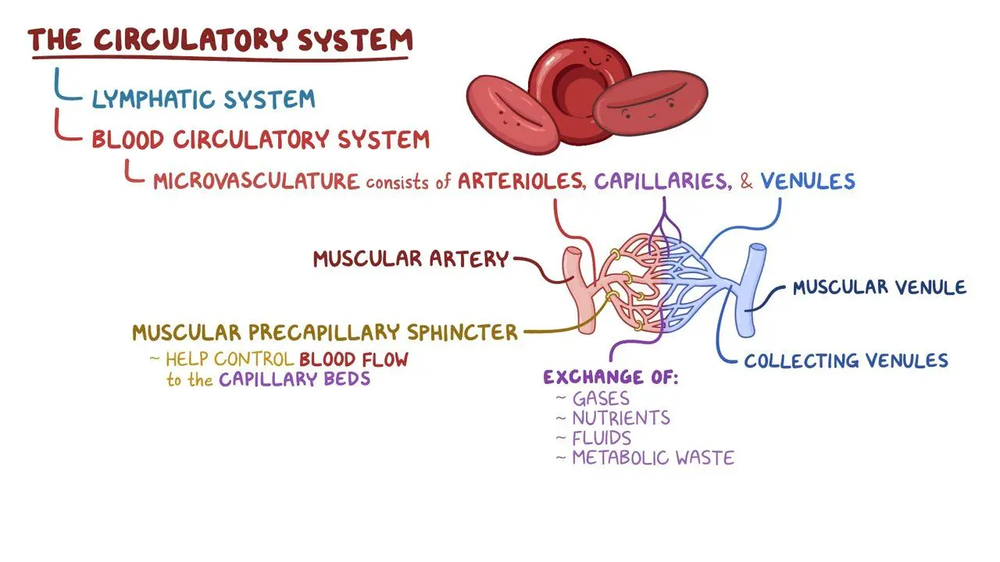 THE CIRCULATORY SYSTEM
LYMPHATIC SYSTEM
BLOOD CIRCULATORY SYSTEM
MICROVASCULATURE consists of ARTERIOLES, CAPILLARIES, & VENULES
MUSCULAR ARTERY
MUSCULAR VENULE
MUSCULAR PRECAPILLARY SPHINCTER
~ HELP CONTROL BLOOD FLOW
to the CAPILLARY BEDS
COLLECTING VENULES
EXCHANGE OF:
~ GASES
~ NUTRIENTS
~ FLUIDS
~ METABOLIC WASTE